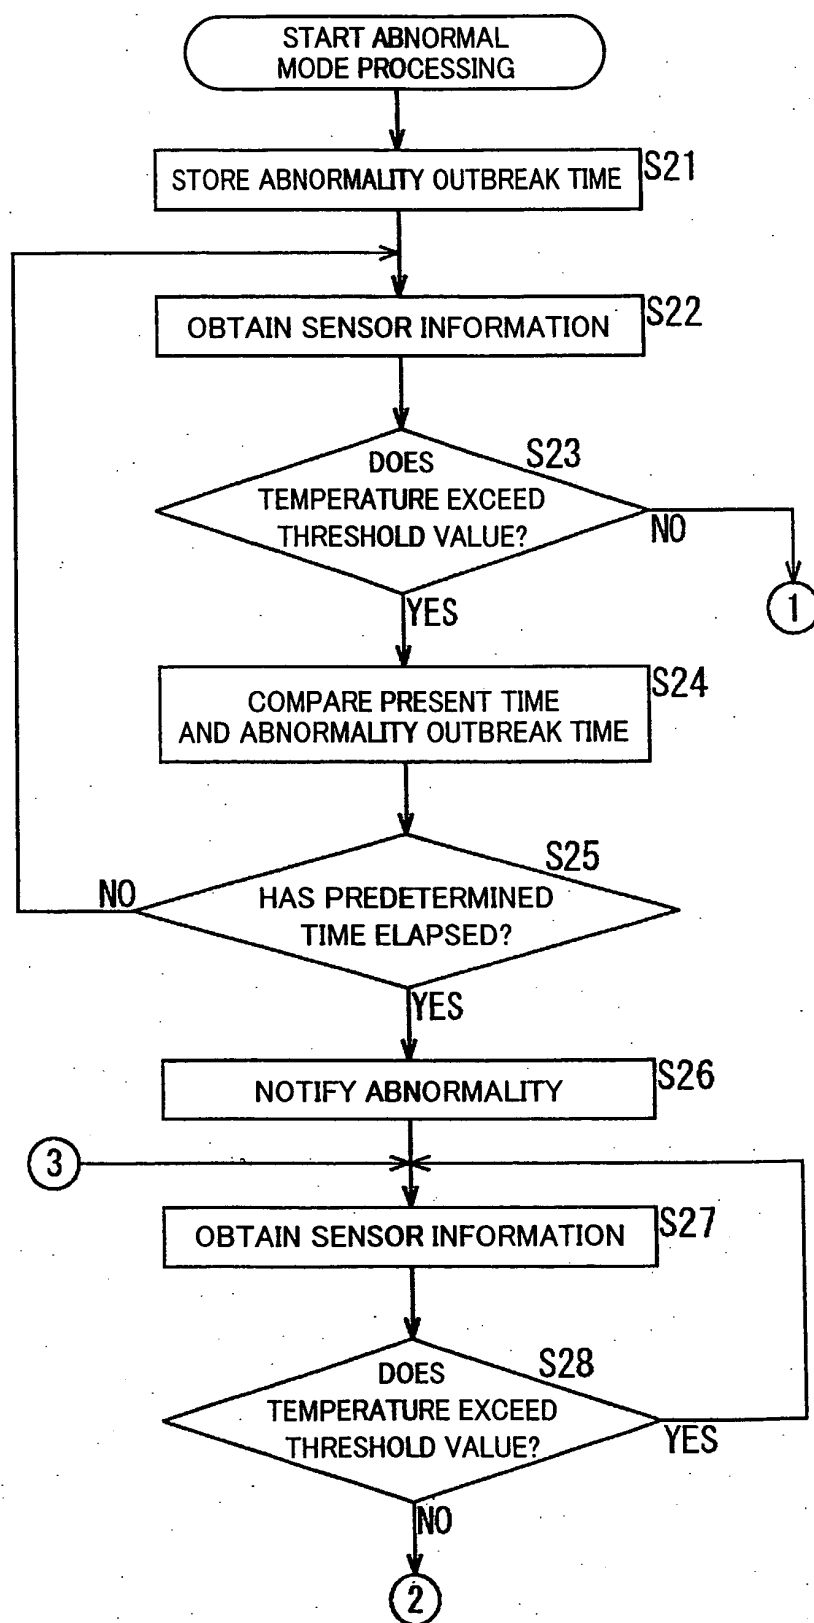 START ABNORMAL
MODE PROCESSING
STORE ABNORMALITY OUTBREAK TIME
S21
OBTAIN SENSOR INFORMATION
S22
S23
DOES
TEMPERATURE EXCEED
THRESHOLD VALUE?
NO
1
YES
COMPARE PRESENT TIME
AND ABNORMALITY OUTBREAK TIME
S24
S25
NO
HAS PREDETERMINED
TIME ELAPSED?
YES
NOTIFY ABNORMALITY
S26
3
OBTAIN SENSOR INFORMATION
S27
S28
DOES
TEMPERATURE EXCEED
THRESHOLD VALUE?
YES
NO
2